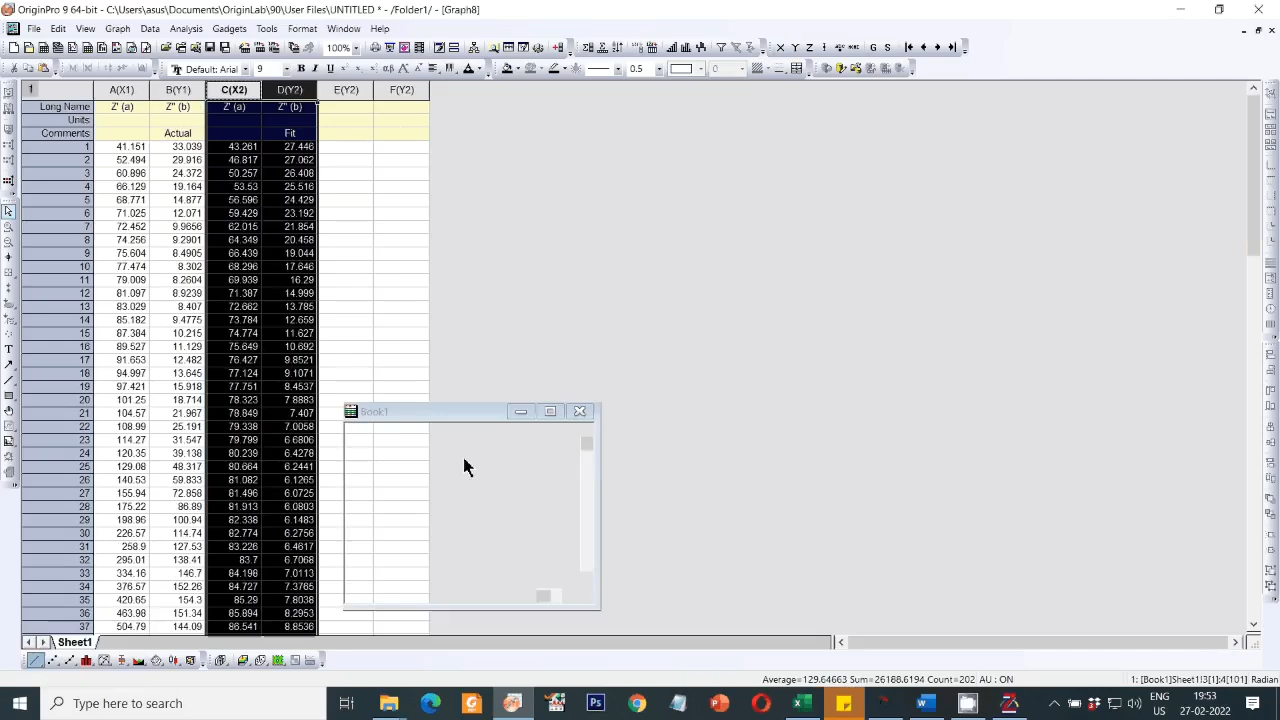 OriginPro 9 64-bit - C:\Users\asus\Documents\OriginLab\90\User Files\UNTITLED * - /Folder1/ - [Graph8]
File Edit View Graph Data Analysis Gadgets Tools Format Window Help
100%
Default: Arial 9 B I U 0.5 0
1 A(X1) B(Y1) C(X2) D(Y2) E(Y2) F(Y2)
Long Name Z' (a) Z'' (b) Z' (a) Z'' (b)
Units
Comments Actual Fit
1 41.151 33.039 43.261 27.446
2 52.494 29.916 46.817 27.062
3 60.896 24.372 50.257 26.408
4 66.129 19.164 53.53 25.516
5 68.771 14.877 56.596 24.429
6 71.025 12.071 59.429 23.192
7 72.452 9.9656 62.015 21.854
8 74.256 9.2901 64.349 20.458
9 75.604 8.4905 66.439 19.044
10 77.474 8.302 68.296 17.646
11 79.009 8.2604 69.939 16.29
12 81.097 8.9239 71.387 14.999
13 83.029 8.407 72.662 13.785
14 85.182 9.4775 73.784 12.659
15 87.384 10.215 74.774 11.627
16 89.527 11.129 75.649 10.692
17 91.653 12.482 76.427 9.8521
18 94.997 13.645 77.124 9.1071
19 97.421 15.918 77.751 8.4537
20 101.25 18.714 78.323 7.8883
21 104.57 21.967 78.849 7.407
22 108.99 25.191 79.338 7.0058
23 114.27 31.547 79.799 6.6806
24 120.35 39.138 80.239 6.4278
25 129.08 48.317 80.664 6.2441
26 140.53 59.833 81.082 6.1265
27 155.94 72.858 81.496 6.0725
28 175.22 86.89 81.913 6.0803
29 198.96 100.94 82.338 6.1483
30 226.57 114.74 82.774 6.2756
31 258.9 127.53 83.226 6.4617
32 295.01 138.41 83.7 6.7068
33 334.16 146.7 84.198 7.0113
34 376.57 152.26 84.727 7.3765
35 420.65 154.3 85.29 7.8038
36 463.98 151.34 85.894 8.2953
37 504.79 144.09 86.541 8.8536
Book1
Sheet1
Average=129.64663 Sum=26188.6194 Count=202 AU : ON 1: [Book1]Sheet1!3[1]:4[101] Radian
ENG
US
19:53
27-02-2022